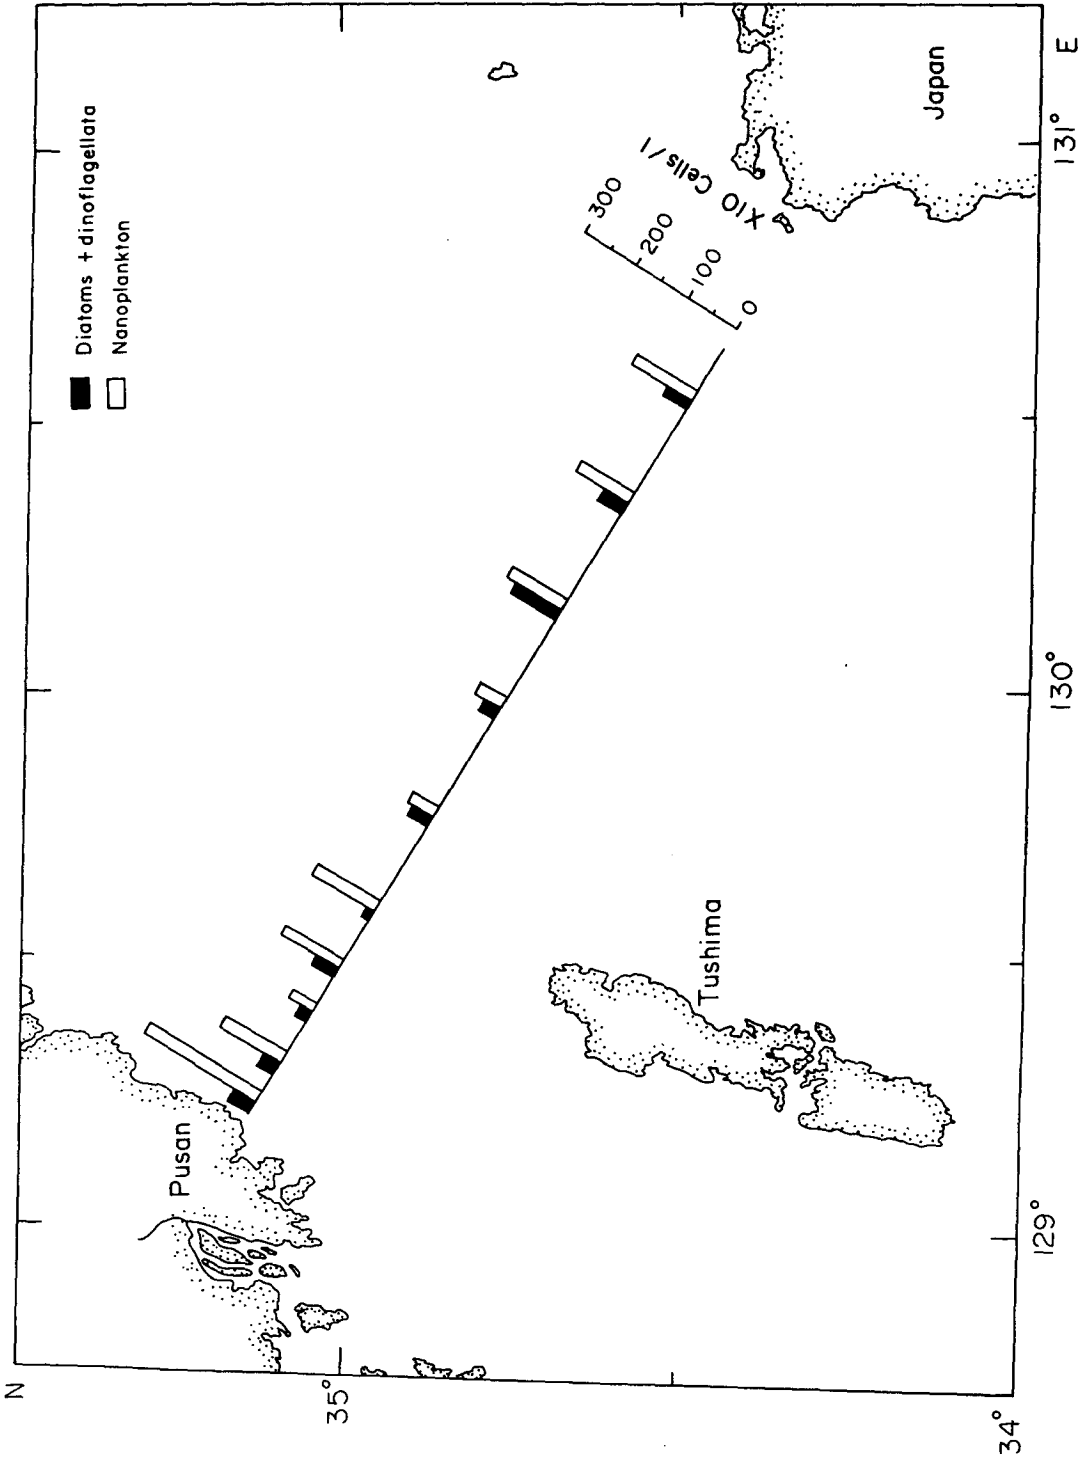 N
Diatoms + dinoflagellata
Nanoplankton
Pusan
35°
300
200
100
0
X10 Cells/l
Tushima
Japan
34°
129°
130°
131°
E